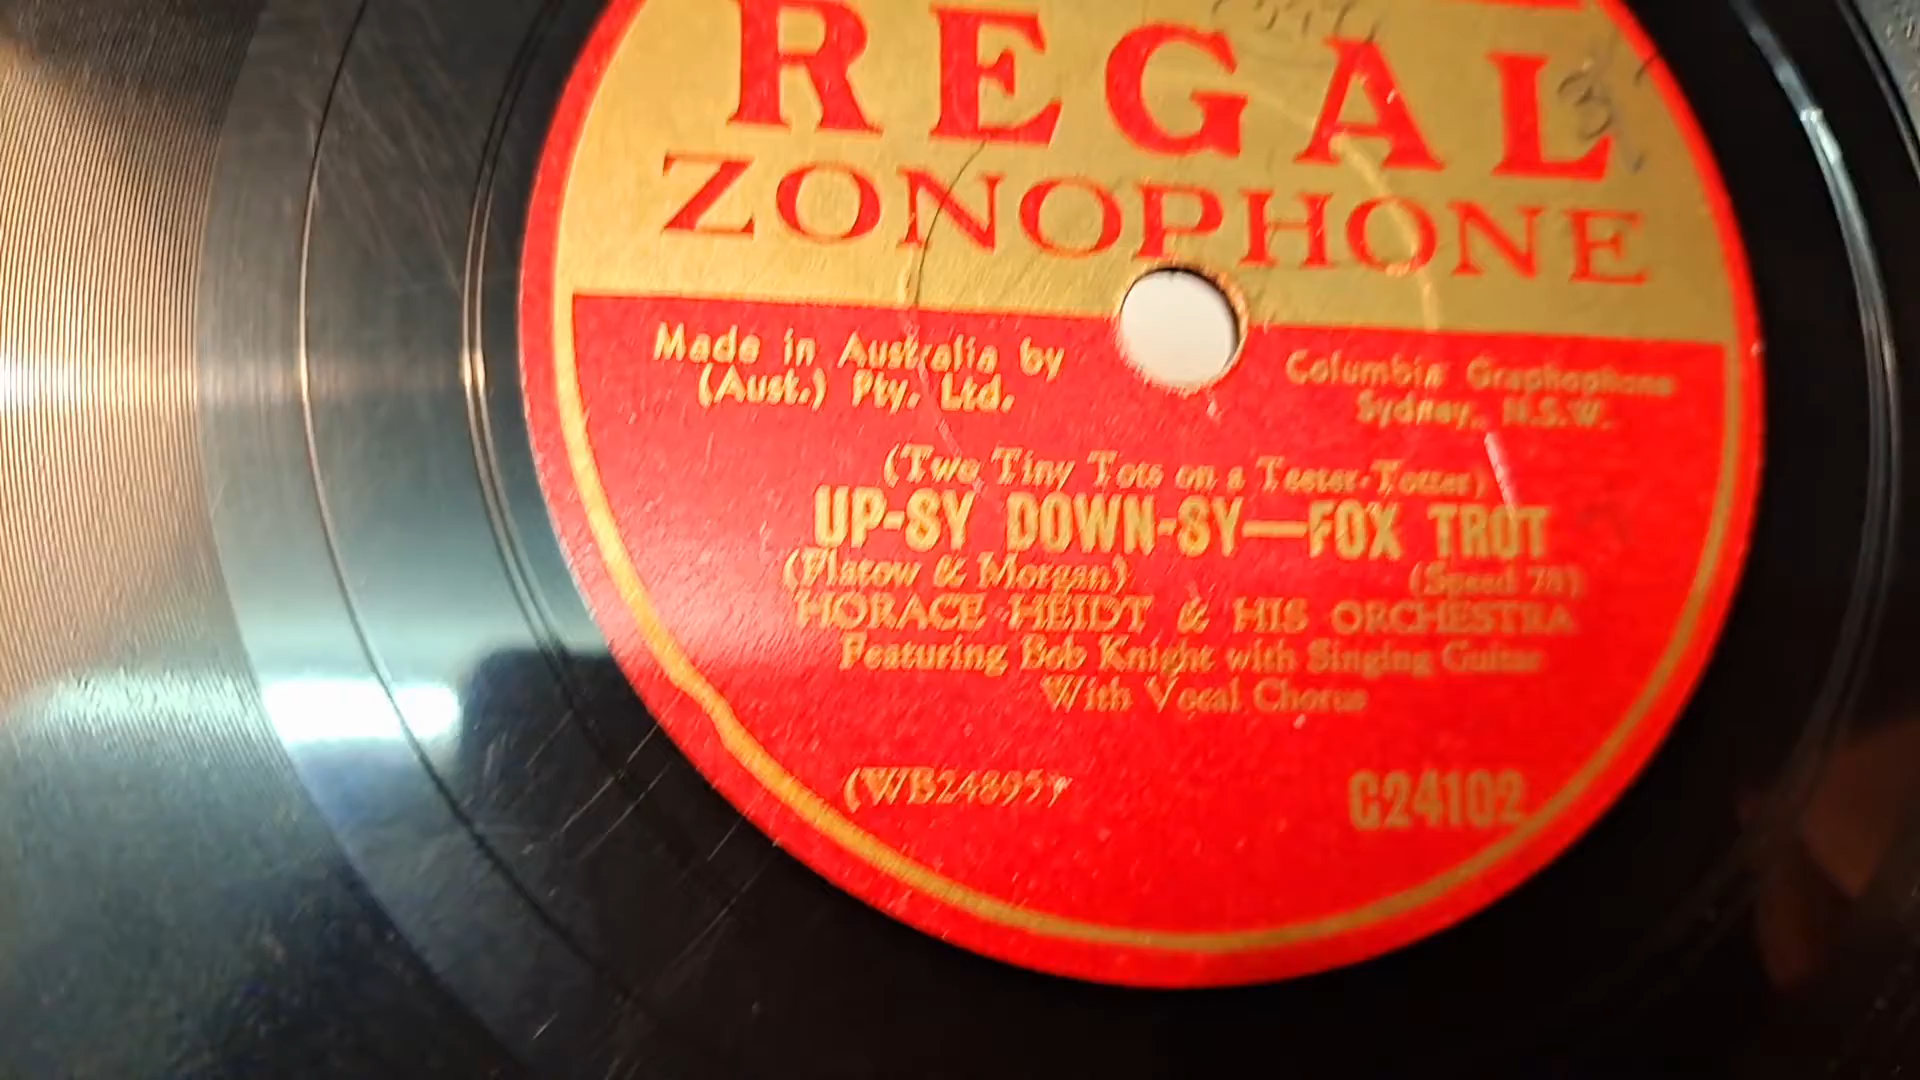 REGAL
ZONOPHONE
Made in Australia by Columbia Graphophone
(Aust.) Pty. Ltd. Sydney, N.S.W.
(Two Tiny Tots on a Teeter-Totter)
UP-SY DOWN-SY—FOX TROT
(Flatow & Morgan) (Speed 78)
HORACE HEIDT & HIS ORCHESTRA
Featuring Bob Knight with Singing Guitar
With Vocal Chorus
(WB24895) G24102